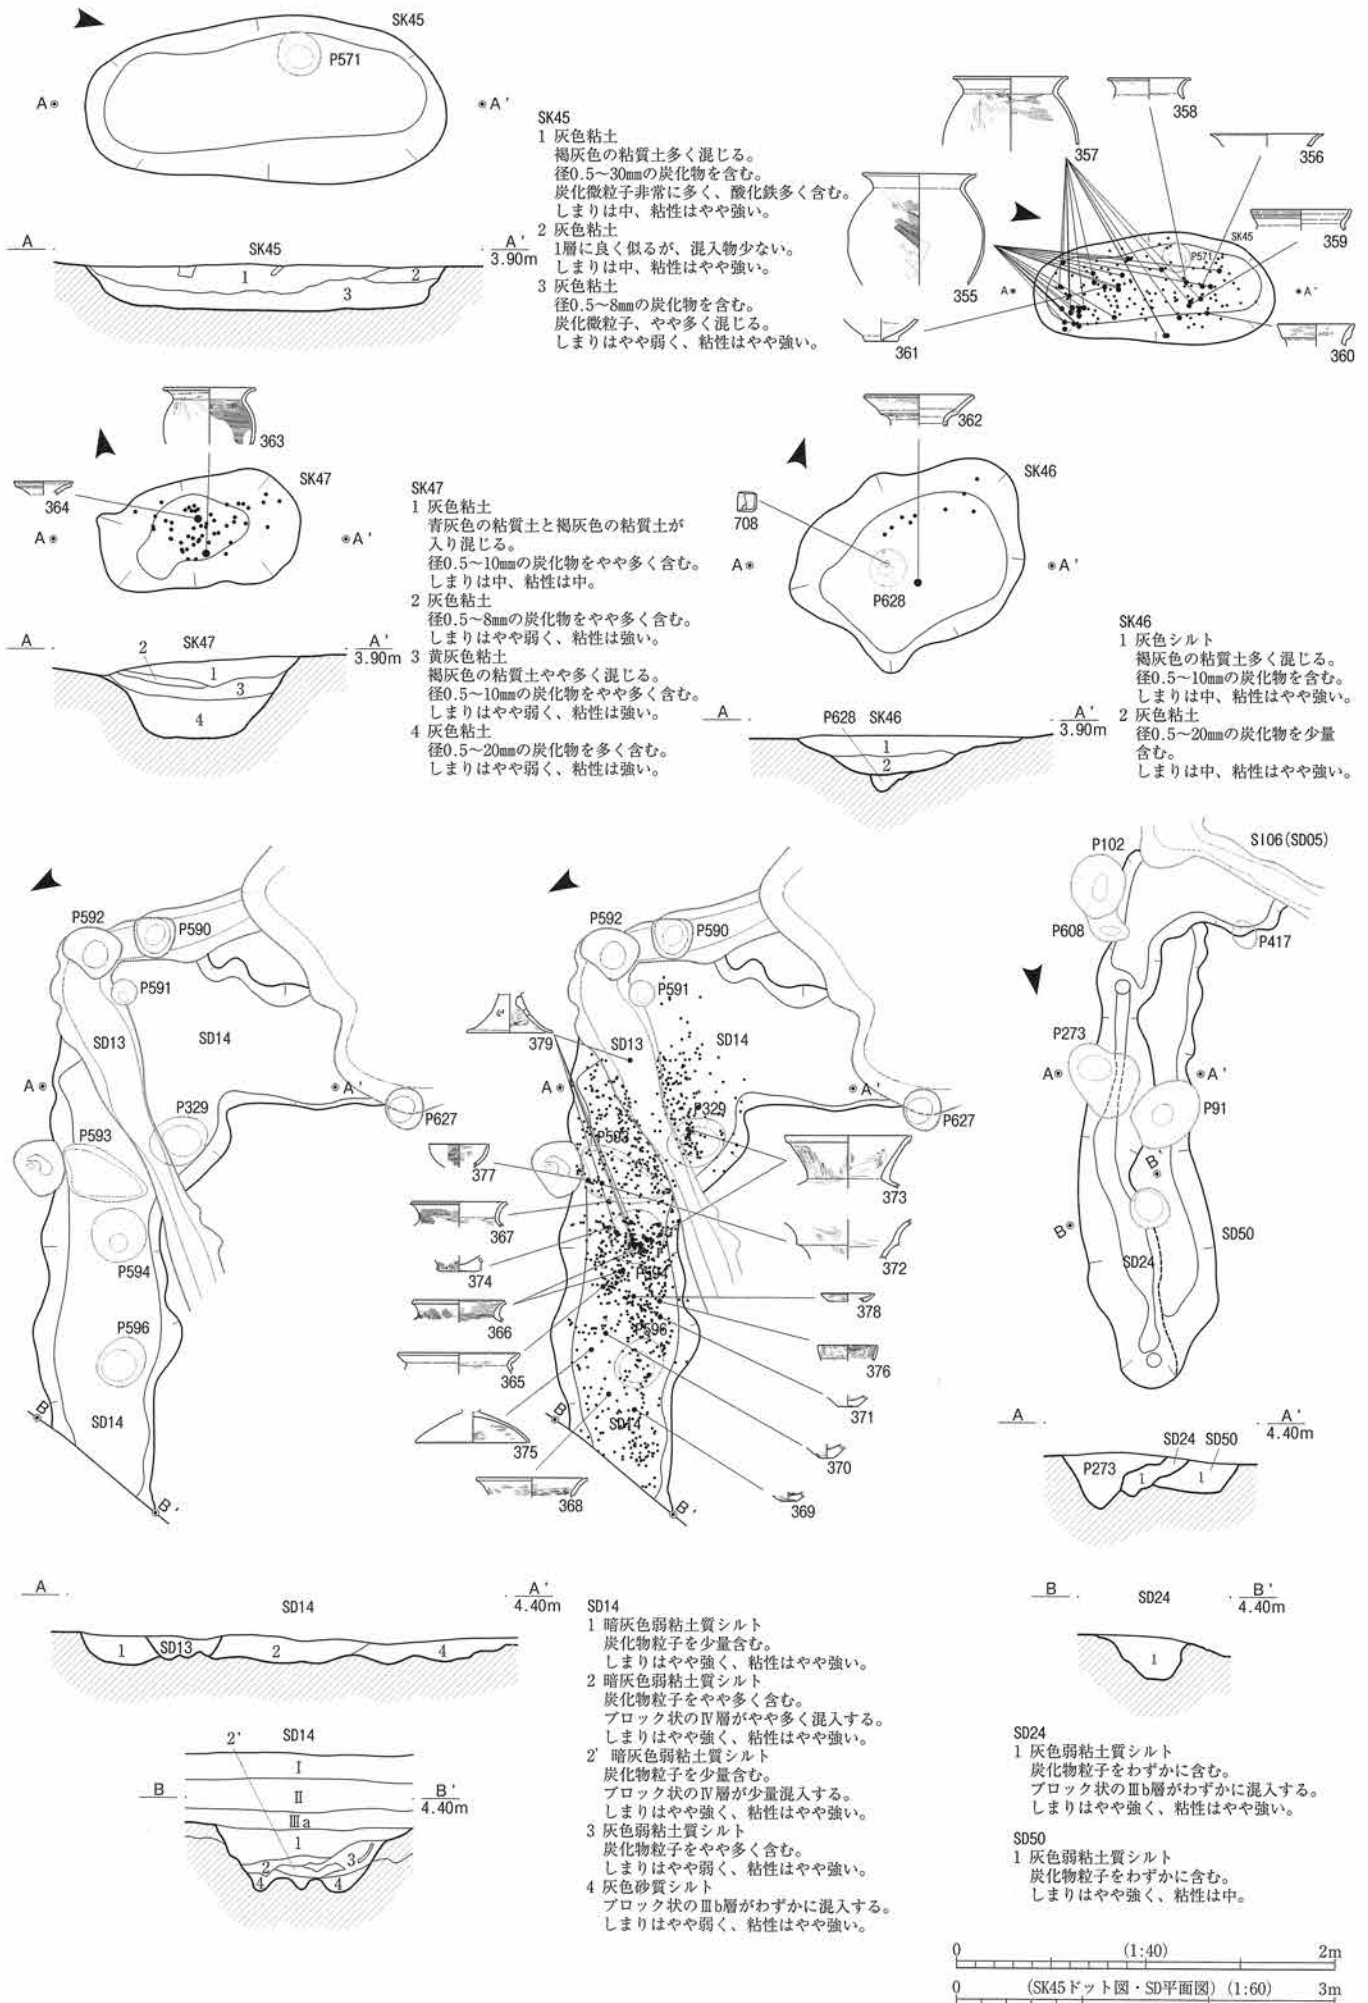 SK45
P571
A
A'
A
SK45
A'
3.90m
1
2
3
SK45
1 灰色粘土
褐灰色の粘質土多く混じる。
径0.5~30㎜の炭化物を含む。
炭化微粒子非常に多く、酸化鉄多く含む。
しまりは中、粘性はやや強い。
2 灰色粘土
1層に良く似るが、混入物少ない。
しまりは中、粘性はやや強い。
3 灰色粘土
径0.5~8㎜の炭化物を含む。
炭化微粒子、やや多く混じる。
しまりはやや弱く、粘性はやや強い。
357
358
356
359
355
361
360
SK45
P571
A
A'
363
364
SK47
A
A'
A
SK47
A'
3.90m
2
1
3
4
SK47
1 灰色粘土
青灰色の粘質土と褐灰色の粘質土が
入り混じる。
径0.5~10㎜の炭化物をやや多く含む。
しまりは中、粘性は中。
2 灰色粘土
径0.5~8㎜の炭化物をやや多く含む。
しまりはやや弱く、粘性は強い。
3 黄灰色粘土
褐灰色の粘質土やや多く混じる。
径0.5~10㎜の炭化物をやや多く含む。
しまりはやや弱く、粘性は強い。
4 灰色粘土
径0.5~20㎜の炭化物を多く含む。
しまりはやや弱く、粘性は強い。
362
SK46
708
A
A'
P628
A
P628 SK46
A'
3.90m
1
2
SK46
1 灰色シルト
褐灰色の粘質土多く混じる。
径0.5~10㎜の炭化物を含む。
しまりは中、粘性はやや強い。
2 灰色粘土
径0.5~20㎜の炭化物を少量
含む。
しまりは中、粘性はやや強い。
P592
P590
P591
SD13
SD14
A
A'
P329
P627
P593
P594
P596
SD14
B
B'
P592
P590
P591
379
SD13
SD14
A
A'
P329
P627
P593
377
373
367
372
374
P594
378
366
P596
376
365
371
375
SD14
370
368
369
B
B'
P102
SI06(SD05)
P608
P417
P273
A
A'
P91
B'
B
SD50
SD24
A
A'
4.40m
SD24 SD50
P273
1
1
B
SD24
B'
4.40m
1
A
SD14
A'
4.40m
1
SD13
2
4
2'
SD14
Ⅰ
B
Ⅱ
B'
4.40m
Ⅲa
1
2
3
4
4
SD14
1 暗灰色弱粘土質シルト
炭化物粒子を少量含む。
しまりはやや強く、粘性はやや強い。
2 暗灰色弱粘土質シルト
炭化物粒子をやや多く含む。
ブロック状のⅣ層がやや多く混入する。
しまりはやや強く、粘性はやや強い。
2' 暗灰色弱粘土質シルト
炭化物粒子を少量含む。
ブロック状のⅣ層が少量混入する。
しまりはやや強く、粘性はやや強い。
3 灰色弱粘土質シルト
炭化物粒子をやや多く含む。
しまりはやや弱く、粘性はやや強い。
4 灰色砂質シルト
ブロック状のⅢb層がわずかに混入する。
しまりはやや弱く、粘性はやや強い。
SD24
1 灰色弱粘土質シルト
炭化物粒子をわずかに含む。
ブロック状のⅢb層がわずかに混入する。
しまりはやや強く、粘性はやや強い。
SD50
1 灰色弱粘土質シルト
炭化物粒子をわずかに含む。
しまりはやや強く、粘性は中。
0 (1:40) 2m
0 (SK45ドット図・SD平面図) (1:60) 3m